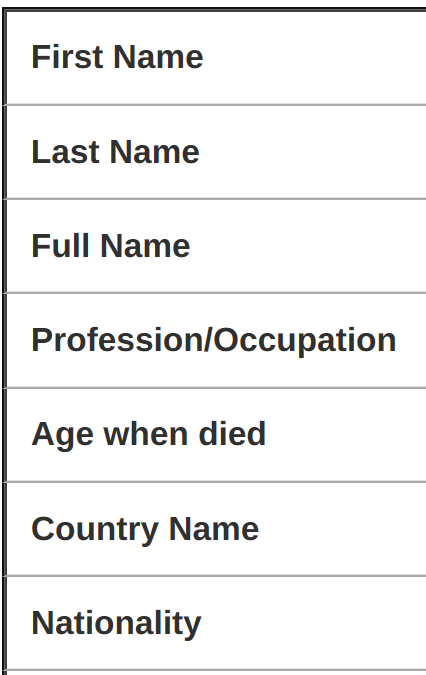 First Name
Last Name
Full Name
Profession/Occupation
Age when died
Country Name
Nationality